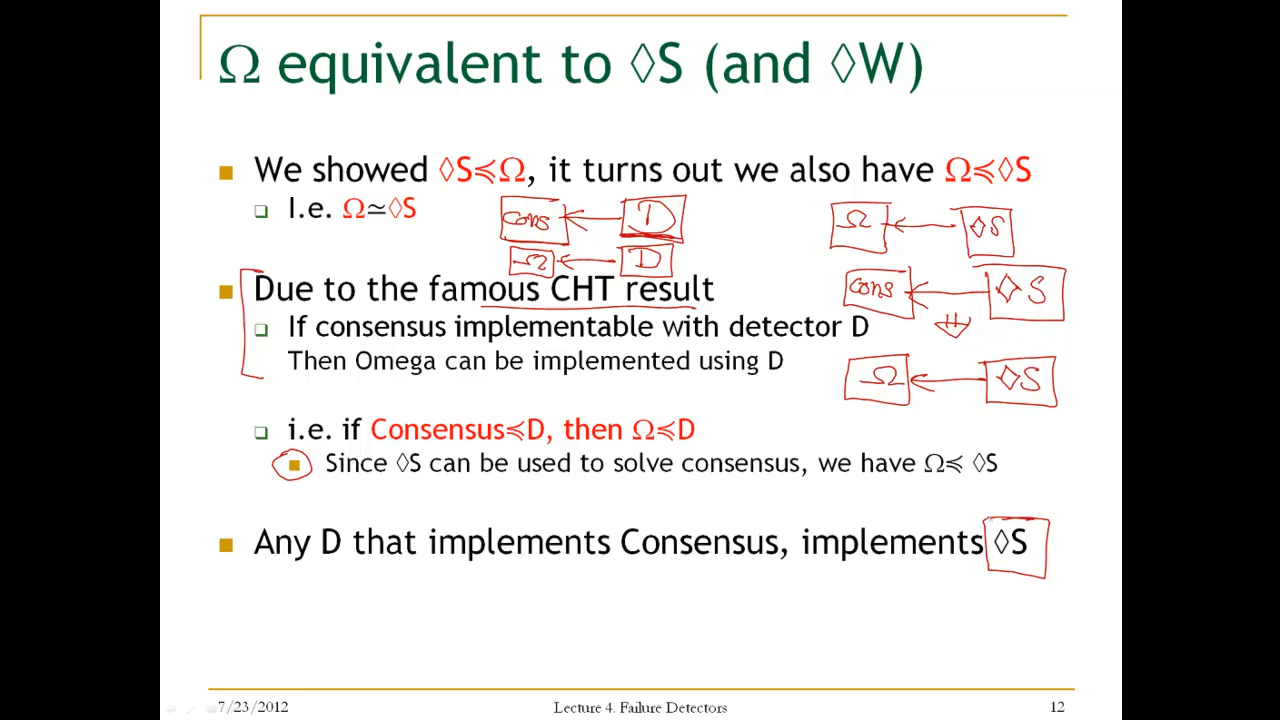 Ω equivalent to ◊S (and ◊W)
We showed ◊S≼Ω, it turns out we also have Ω≼◊S
I.e. Ω≃◊S
cons D
Ω ◊S
Ω D
Due to the famous CHT result
cons ◊S
If consensus implementable with detector D
Then Omega can be implemented using D
Ω ◊S
i.e. if Consensus≼D, then Ω≼D
Since ◊S can be used to solve consensus, we have Ω≼ ◊S
Any D that implements Consensus, implements ◊S
7/23/2012
Lecture 4. Failure Detectors
12